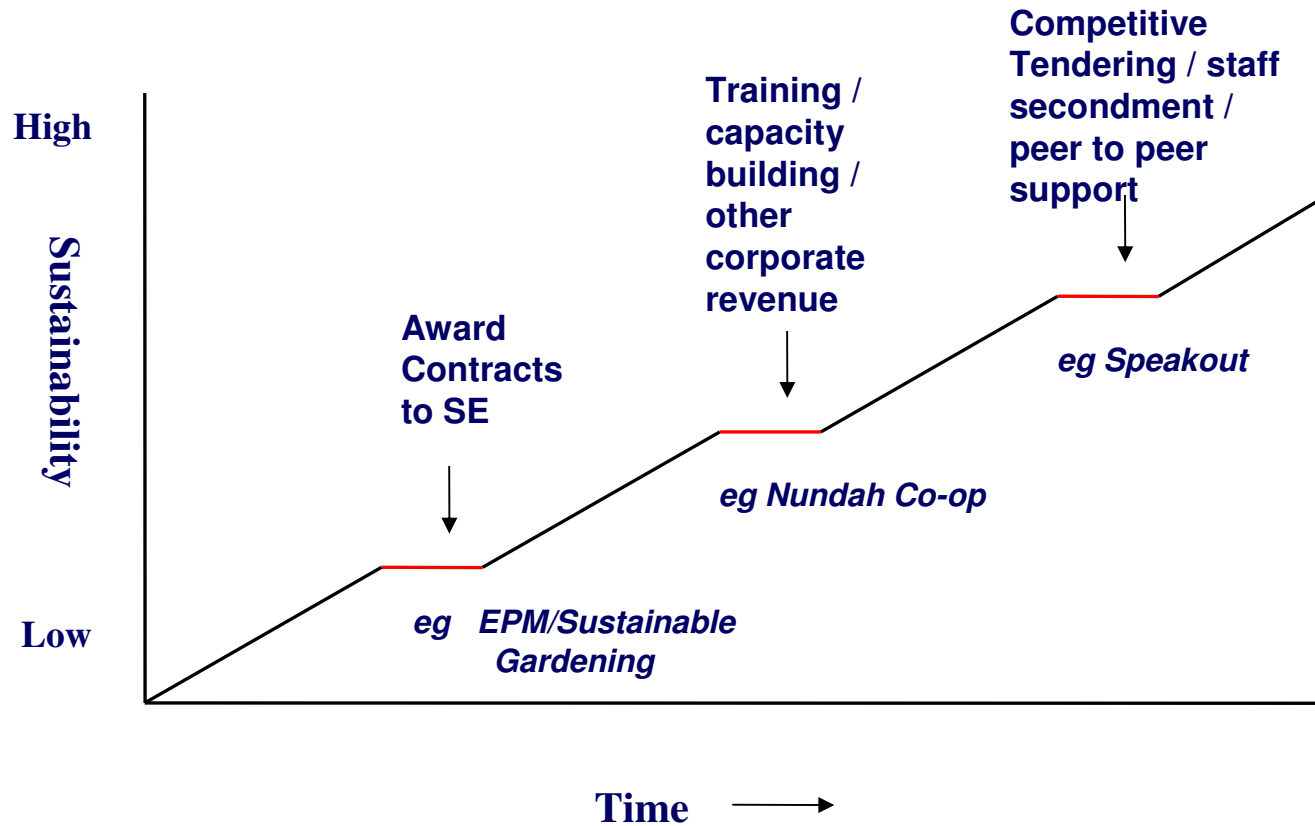 Competitive
Tendering / staff
secondment /
peer to peer
support
Training /
capacity
building /
other
corporate
revenue
High
Sustainability
Award
Contracts
to SE
eg Speakout
eg Nundah Co-op
eg EPM/Sustainable
Gardening
Low
Time